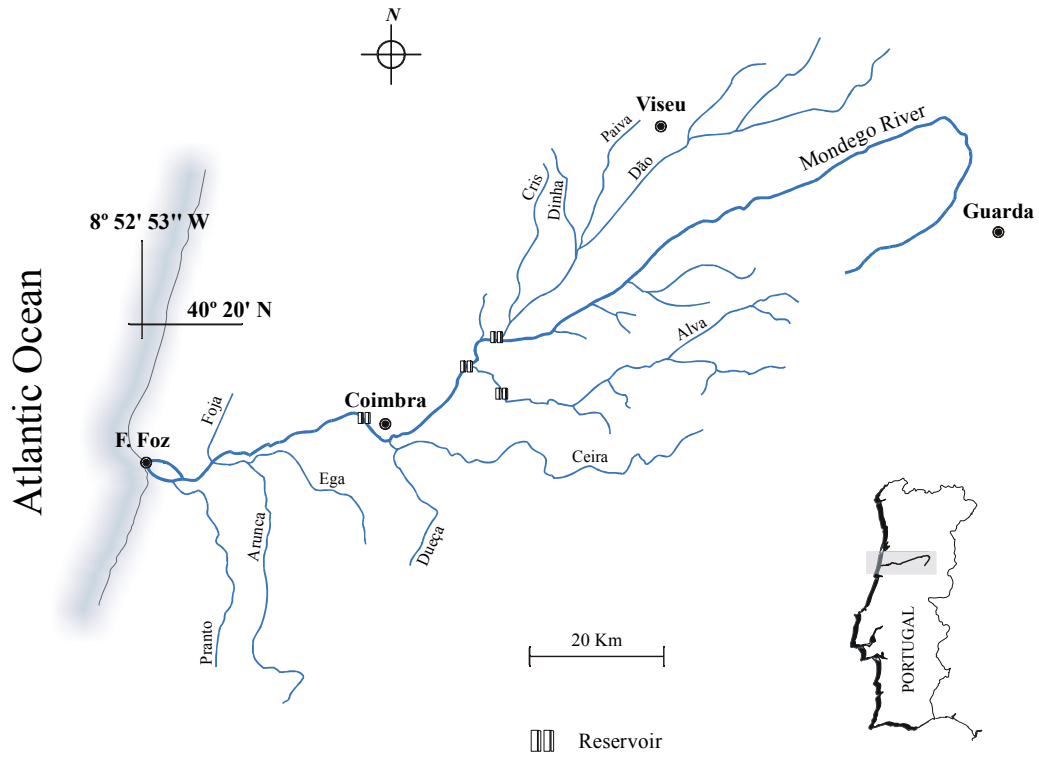 N
Viseu
Paiva
Mondego River
Dão
Cris
Dinha
Guarda
8º 52' 53'' W
40º 20' N
Atlantic Ocean
Alva
Coimbra
Foja
F. Foz
Ceira
Ega
Arunca
Dueça
Pranto
20 Km
PORTUGAL
Reservoir